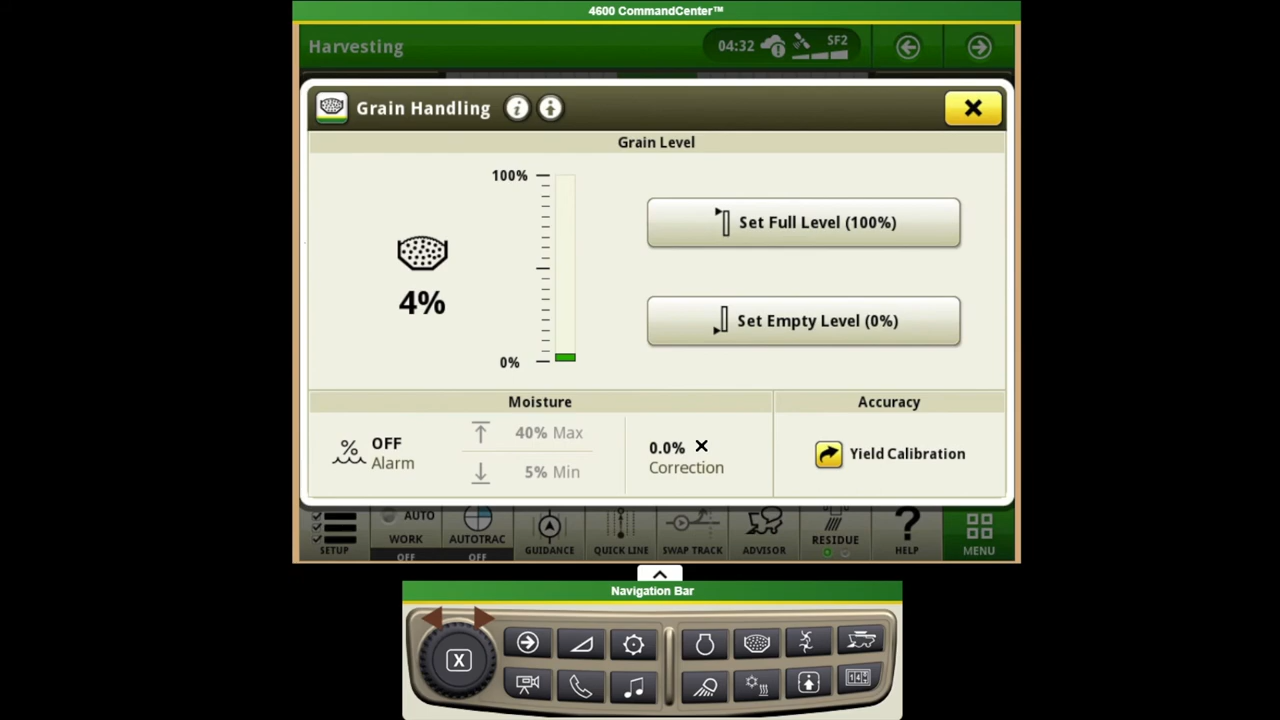 4600 CommandCenter™
Harvesting
04:32
SF2
Grain Handling
Grain Level
100%
0%
4%
Set Full Level (100%)
Set Empty Level (0%)
Moisture
OFF
Alarm
40% Max
5% Min
0.0%
Correction
Accuracy
Yield Calibration
SETUP
AUTO
WORK
OFF
AUTOTRAC
OFF
GUIDANCE
QUICK LINE
SWAP TRACK
ADVISOR
RESIDUE
HELP
MENU
Navigation Bar
X